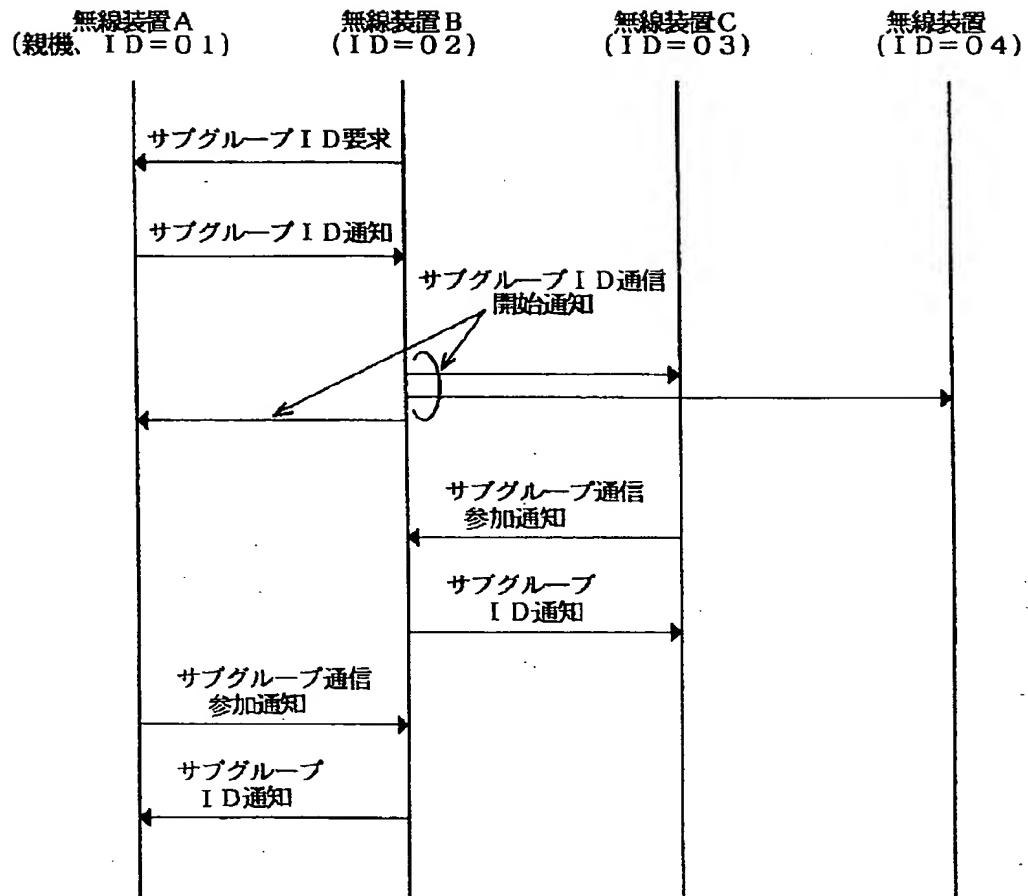 無線装置A
(親機、ID=01)
無線装置B
(ID=02)
無線装置C
(ID=03)
無線装置
(ID=04)
サブグループID要求
サブグループID通知
サブグループID通信
開始通知
サブグループ通信
参加通知
サブグループ
ID通知
サブグループ通信
参加通知
サブグループ
ID通知